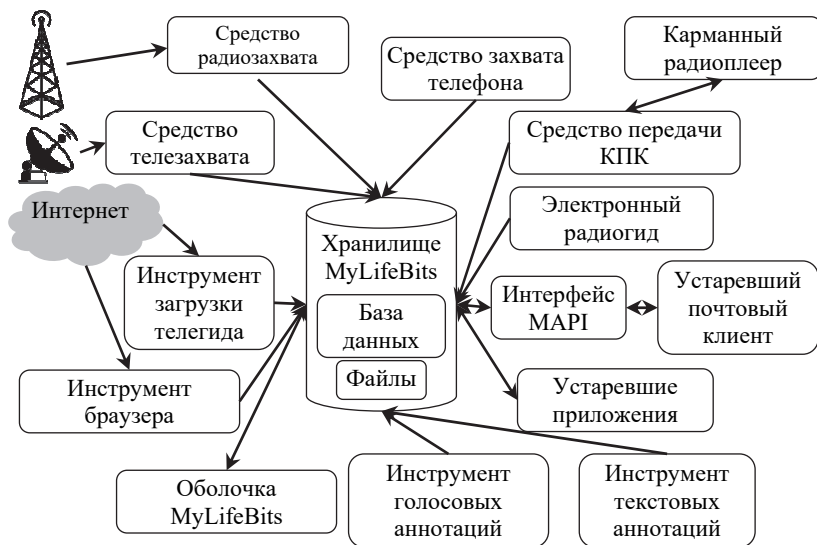 Средство
радиозахвата
Средство захвата
телефона
Карманный
радиоплеер
Средство
телезахвата
Средство передачи
КПК
Интернет
Электронный
радиогид
Хранилище
MyLifeBits
Инструмент
загрузки
телегида
База
данных
Файлы
Интерфейс
MAPI
Устаревший
почтовый
клиент
Инструмент
браузера
Устаревшие
приложения
Оболочка
MyLifeBits
Инструмент
голосовых
аннотаций
Инструмент
текстовых
аннотаций